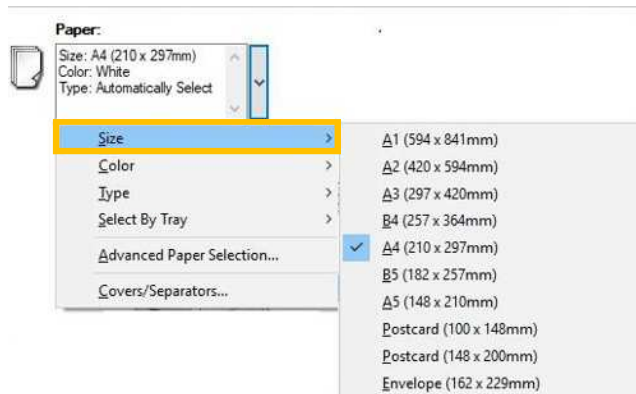 Paper:
Size: A4 (210 x 297mm)
Color: White
Type: Automatically Select
Size
Color
Type
Select By Tray
Advanced Paper Selection...
Covers/Separators...
A1 (594 x 841mm)
A2 (420 x 594mm)
A3 (297 x 420mm)
B4 (257 x 364mm)
A4 (210 x 297mm)
B5 (182 x 257mm)
A5 (148 x 210mm)
Postcard (100 x 148mm)
Postcard (148 x 200mm)
Envelope (162 x 229mm)